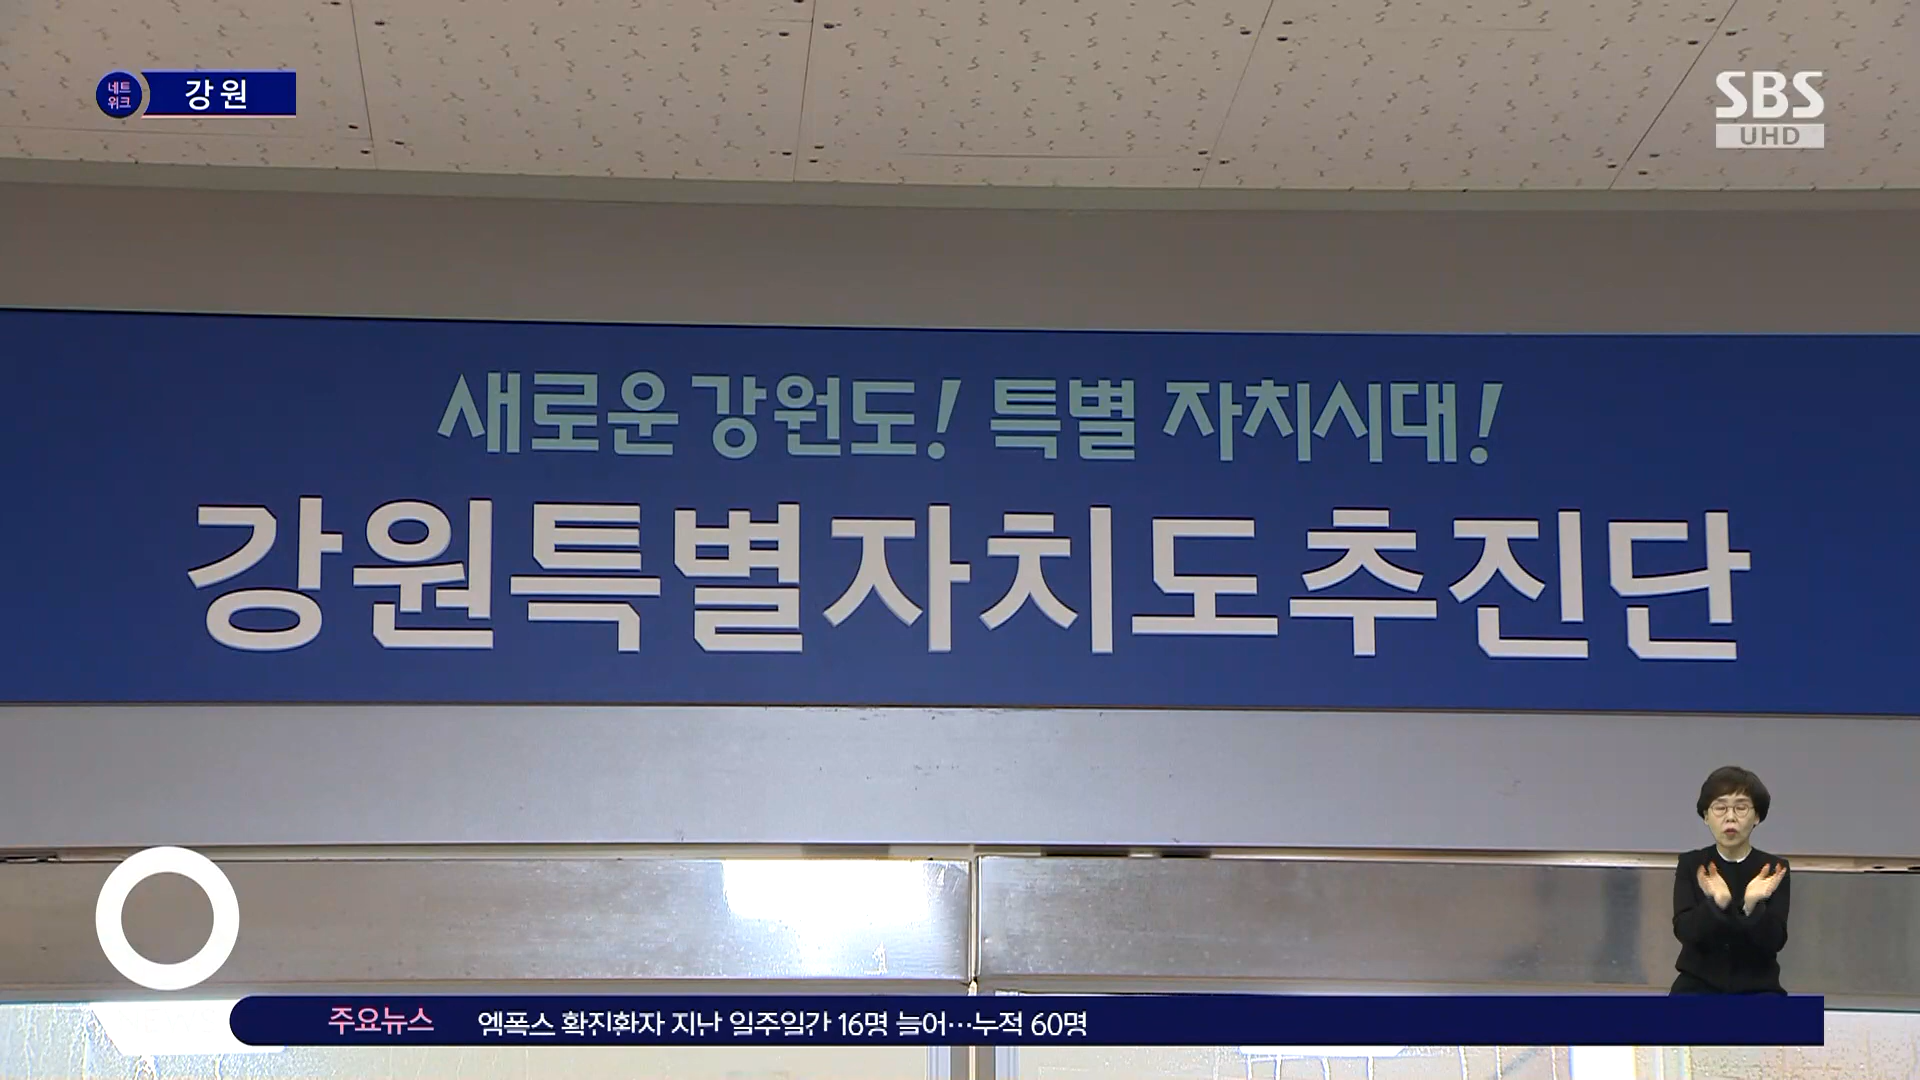 네트
위크
강원
SBS
UHD
새로운 강원도! 특별 자치시대!
강원특별자치도추진단
주요뉴스 엠폭스 확진환자 지난 일주일간 16명 늘어…누적 60명